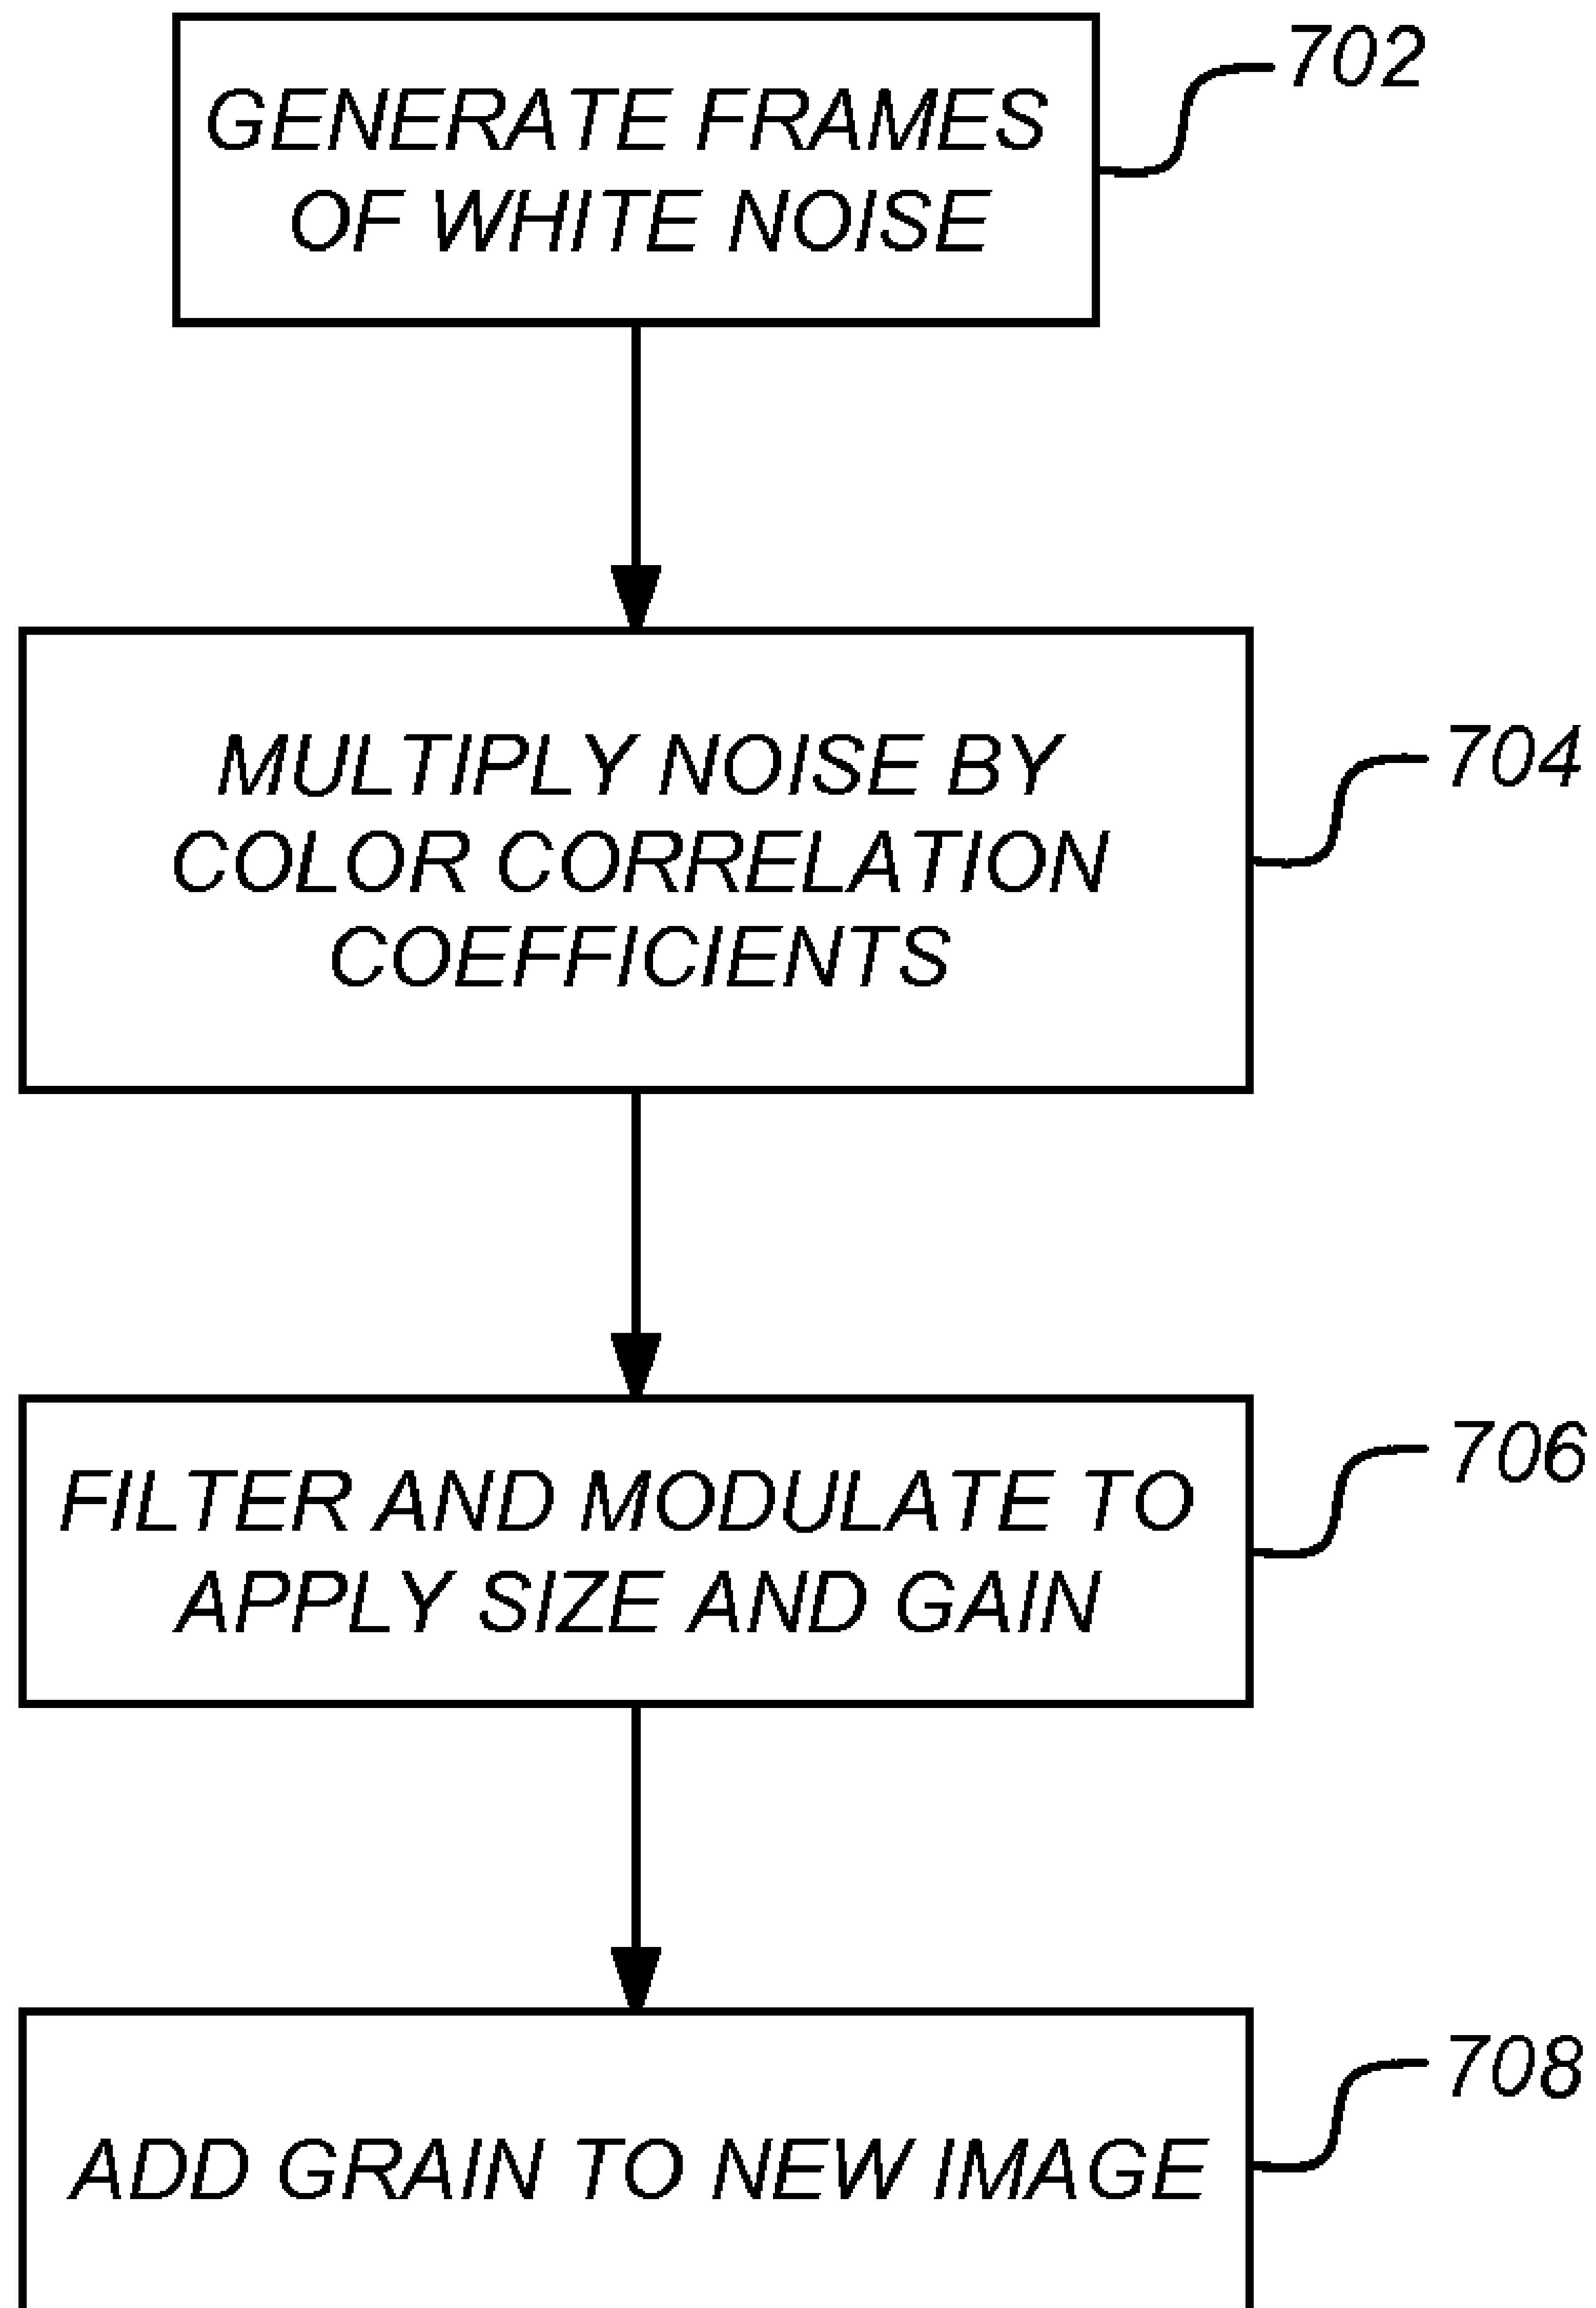 GENERATE FRAMES
OF WHITE NOISE
702
MULTIPLY NOISE BY
COLOR CORRELATION
COEFFICIENTS
704
FILTER AND MODULATE TO
APPLY SIZE AND GAIN
706
ADD GRAIN TO NEW IMAGE
708